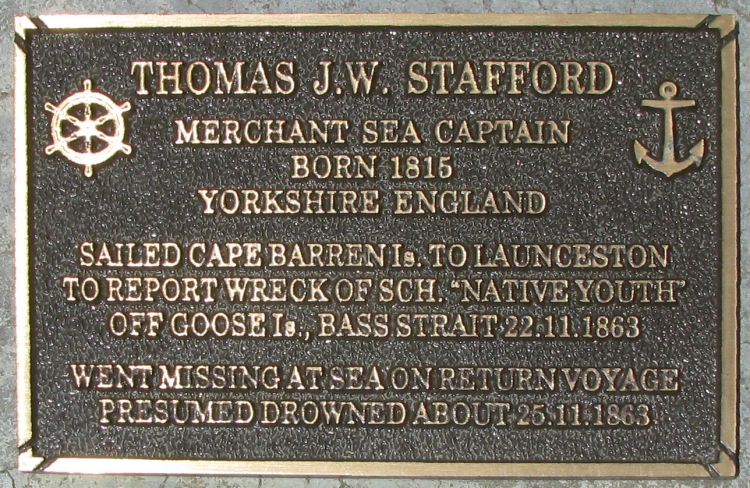 THOMAS J.W. STAFFORD
MERCHANT SEA CAPTAIN
BORN 1815
YORKSHIRE ENGLAND
SAILED CAPE BARREN Is. TO LAUNCESTON
TO REPORT WRECK OF SCH. "NATIVE YOUTH"
OFF GOOSE Is., BASS STRAIT 22.11.1863
WENT MISSING AT SEA ON RETURN VOYAGE
PRESUMED DROWNED ABOUT 25.11.1863